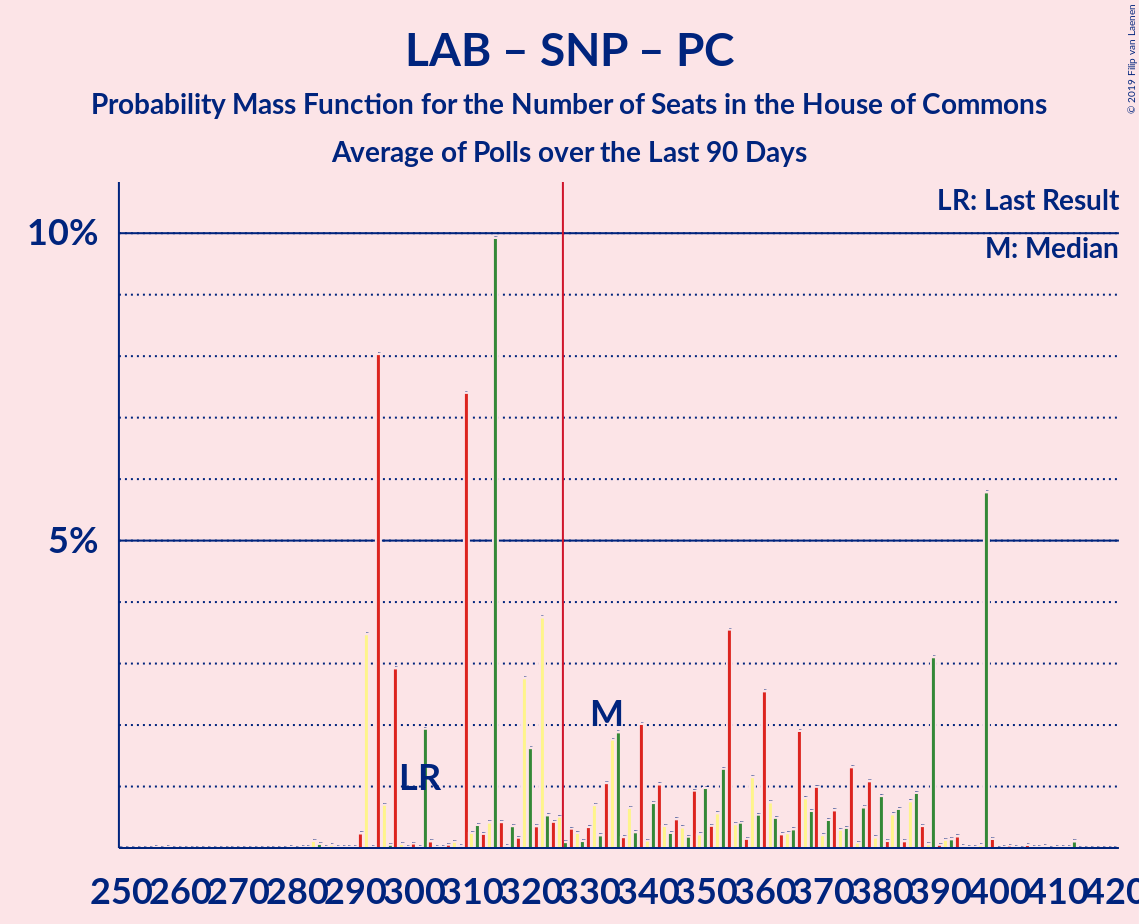 LAB – SNP – PC
Probability Mass Function for the Number of Seats in the House of Commons
Average of Polls over the Last 90 Days
© 2019 Filip van Laenen
LR: Last Result
M: Median
10%
5%
M
LR
250 260 270 280 290 300 310 320 330 340 350 360 370 380 390 400 410 420